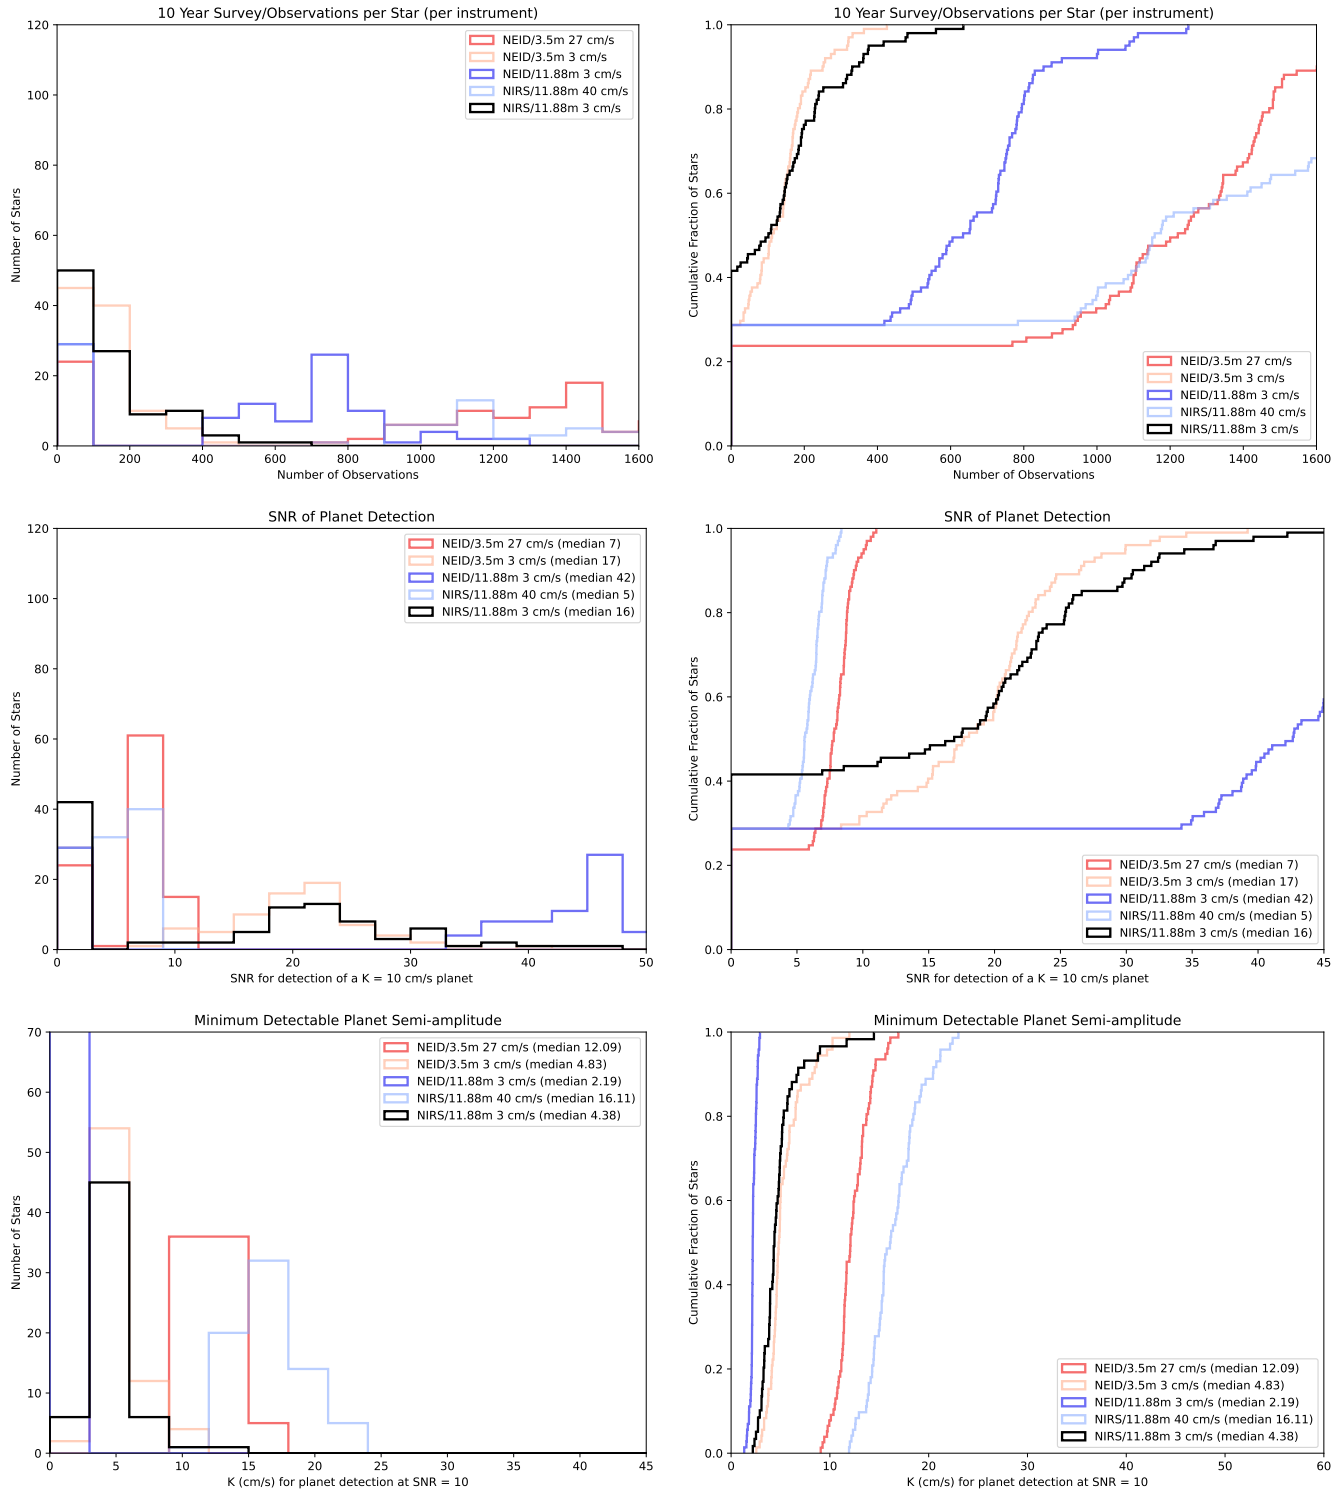 10 Year Survey/Observations per Star (per instrument)
120
100
80
60
40
20
0
Number of Stars
NEID/3.5m 27 cm/s
NEID/3.5m 3 cm/s
NEID/11.88m 3 cm/s
NIRS/11.88m 40 cm/s
NIRS/11.88m 3 cm/s
0 200 400 600 800 1000 1200 1400 1600
Number of Observations
10 Year Survey/Observations per Star (per instrument)
1.0
0.8
0.6
0.4
0.2
0.0
Cumulative Fraction of Stars
NEID/3.5m 27 cm/s
NEID/3.5m 3 cm/s
NEID/11.88m 3 cm/s
NIRS/11.88m 40 cm/s
NIRS/11.88m 3 cm/s
0 200 400 600 800 1000 1200 1400 1600
Number of Observations
SNR of Planet Detection
120
100
80
60
40
20
0
Number of Stars
NEID/3.5m 27 cm/s (median 7)
NEID/3.5m 3 cm/s (median 17)
NEID/11.88m 3 cm/s (median 42)
NIRS/11.88m 40 cm/s (median 5)
NIRS/11.88m 3 cm/s (median 16)
0 10 20 30 40 50
SNR for detection of a K = 10 cm/s planet
SNR of Planet Detection
1.0
0.8
0.6
0.4
0.2
0.0
Cumulative Fraction of Stars
NEID/3.5m 27 cm/s (median 7)
NEID/3.5m 3 cm/s (median 17)
NEID/11.88m 3 cm/s (median 42)
NIRS/11.88m 40 cm/s (median 5)
NIRS/11.88m 3 cm/s (median 16)
0 5 10 15 20 25 30 35 40 45
SNR for detection of a K = 10 cm/s planet
Minimum Detectable Planet Semi-amplitude
70
60
50
40
30
20
10
0
Number of Stars
NEID/3.5m 27 cm/s (median 12.09)
NEID/3.5m 3 cm/s (median 4.83)
NEID/11.88m 3 cm/s (median 2.19)
NIRS/11.88m 40 cm/s (median 16.11)
NIRS/11.88m 3 cm/s (median 4.38)
0 5 10 15 20 25 30 35 40 45
K (cm/s) for planet detection at SNR = 10
Minimum Detectable Planet Semi-amplitude
1.0
0.8
0.6
0.4
0.2
0.0
Cumulative Fraction of Stars
NEID/3.5m 27 cm/s (median 12.09)
NEID/3.5m 3 cm/s (median 4.83)
NEID/11.88m 3 cm/s (median 2.19)
NIRS/11.88m 40 cm/s (median 16.11)
NIRS/11.88m 3 cm/s (median 4.38)
0 10 20 30 40 50 60
K (cm/s) for planet detection at SNR = 10